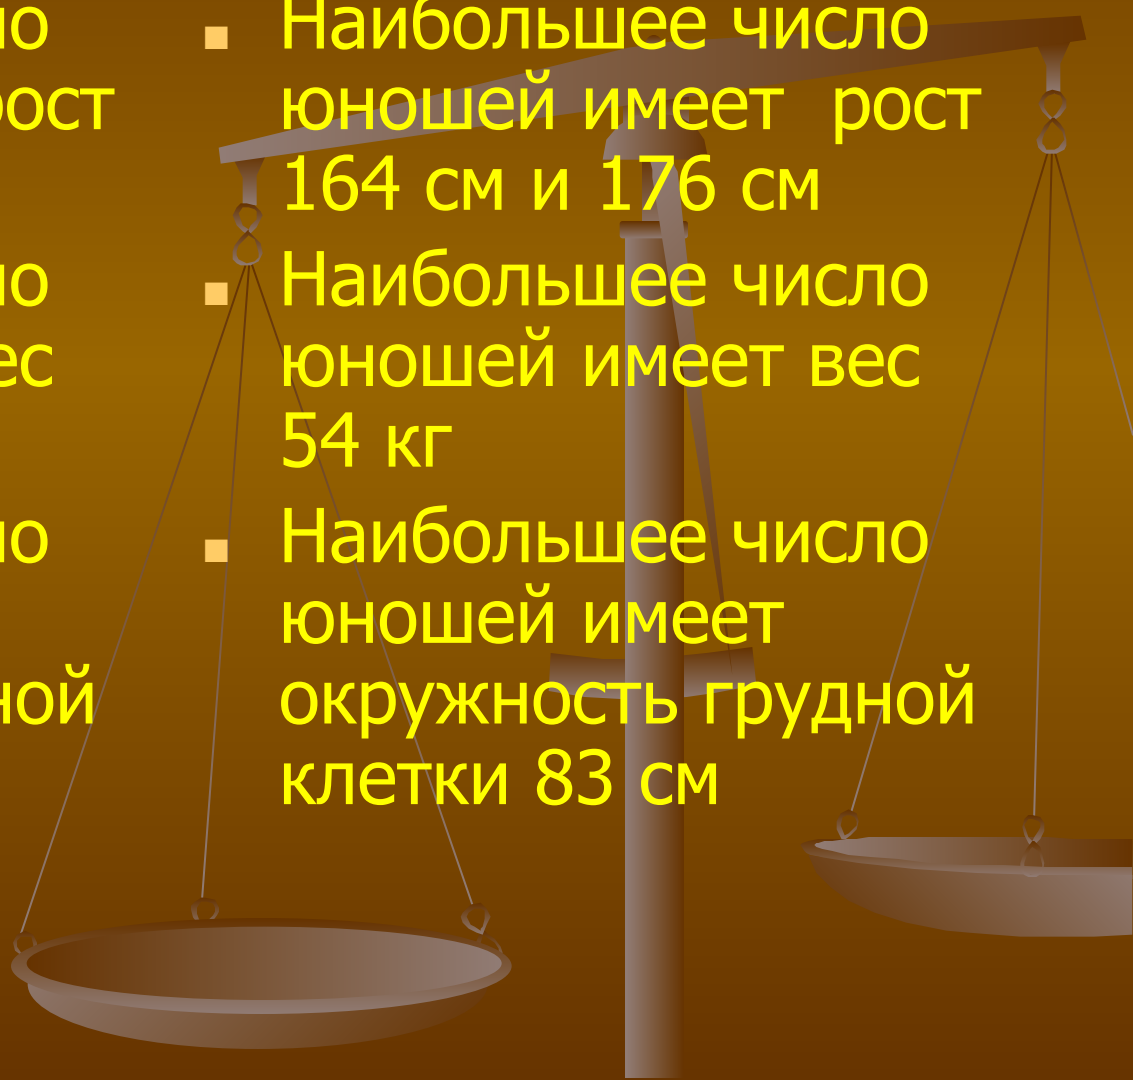 Наибольшее число
юношей имеет рост
164 см и 176 см
Наибольшее число
юношей имеет вес
54 кг
Наибольшее число
юношей имеет
окружность грудной
клетки 83 см